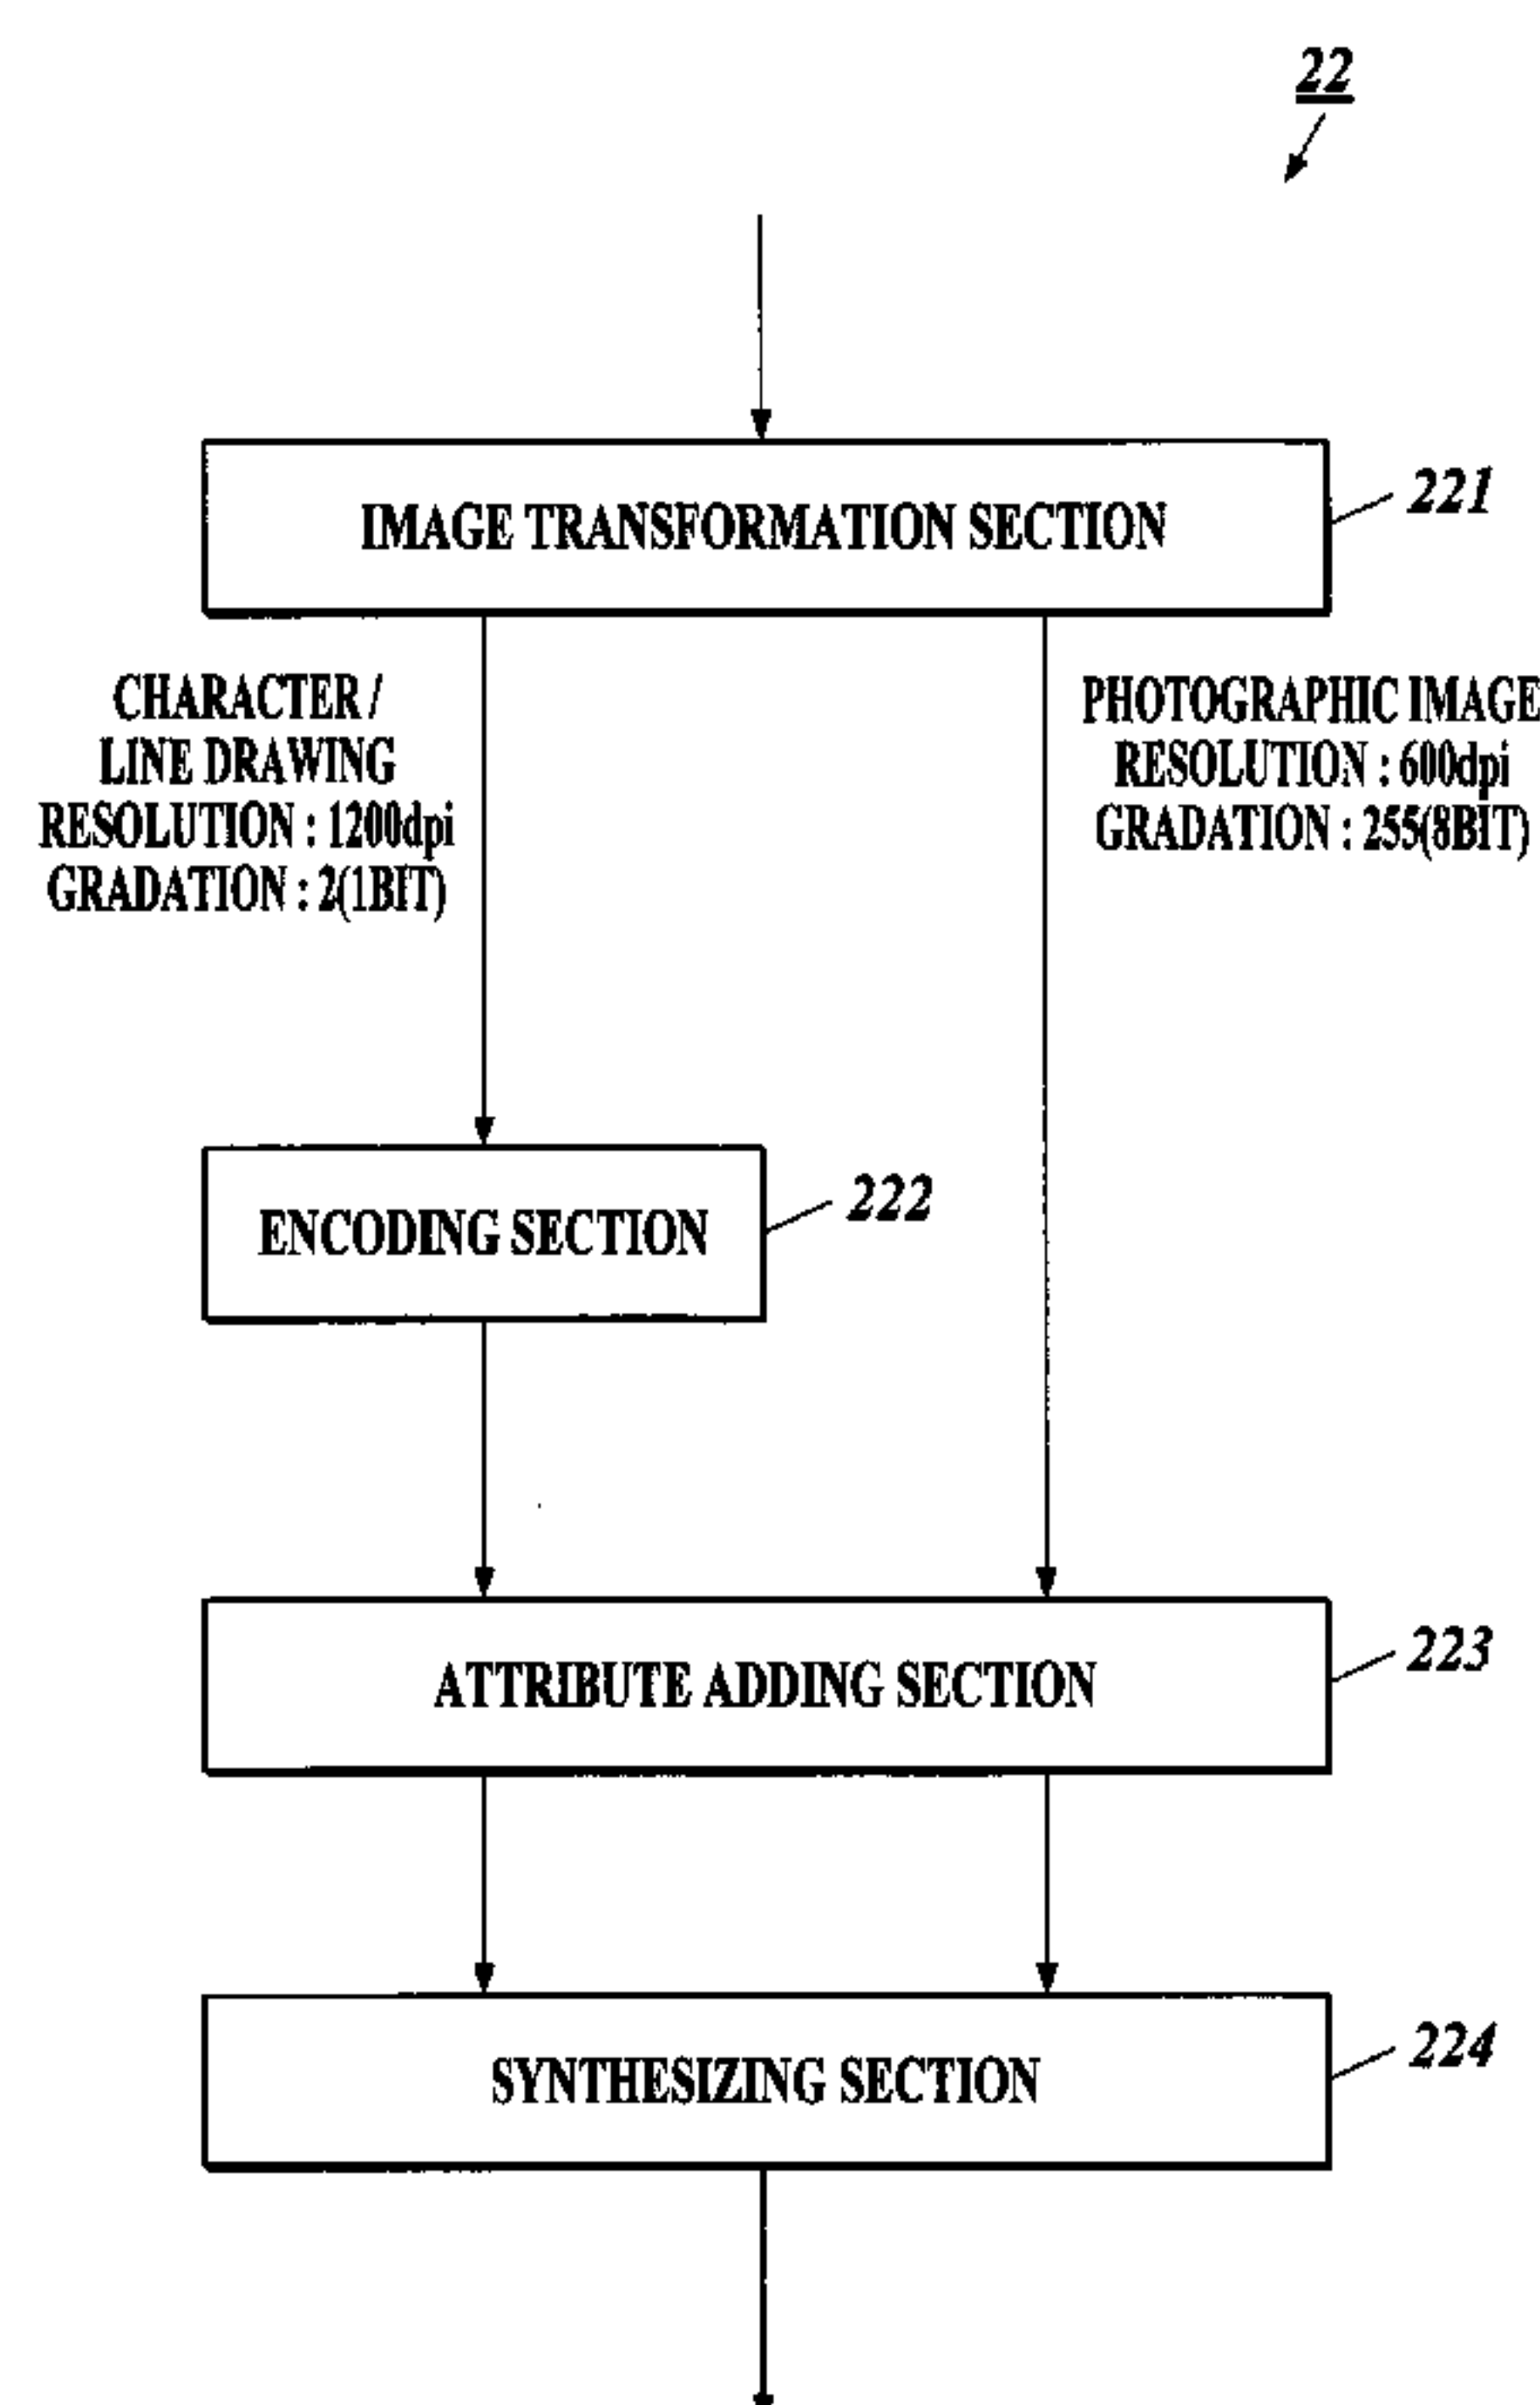 22
IMAGE TRANSFORMATION SECTION
221
CHARACTER /
LINE DRAWING
RESOLUTION : 1200dpi
GRADATION : 2(1BIT)
PHOTOGRAPHIC IMAGE
RESOLUTION : 600dpi
GRADATION : 255(8BIT)
ENCODING SECTION
222
ATTRIBUTE ADDING SECTION
223
SYNTHESIZING SECTION
224